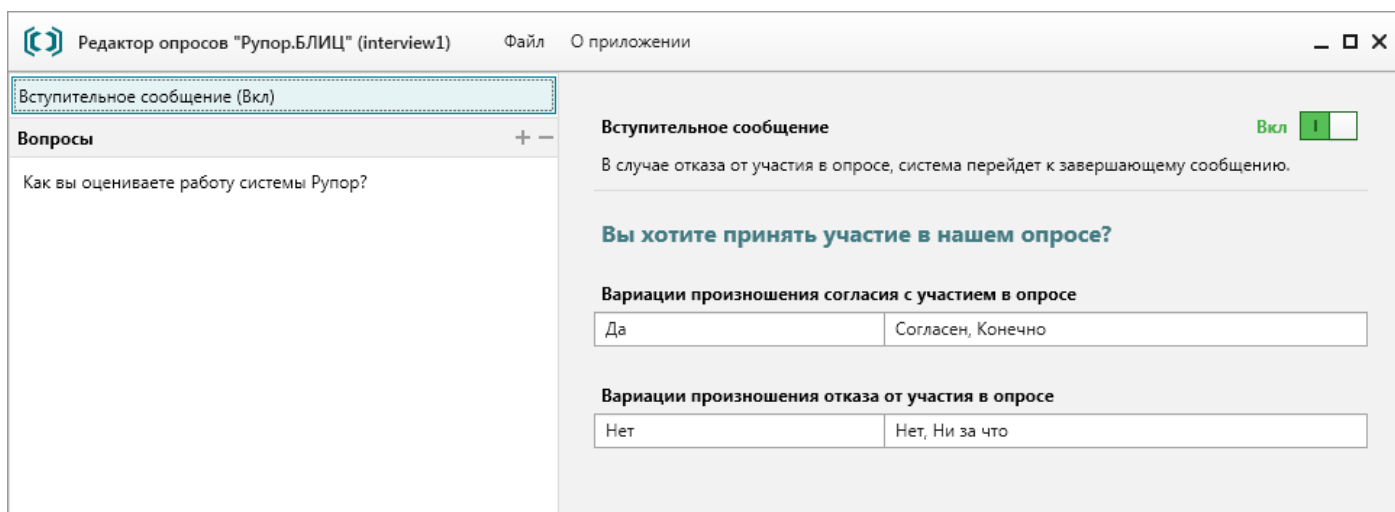 Редактор опросов "Рупор.БЛИЦ" (interview1) Файл О приложении
Вступительное сообщение (Вкл)
Вопросы
Как вы оцениваете работу системы Рупор?
Вступительное сообщение Вкл
В случае отказа от участия в опросе, система перейдет к завершающему сообщению.
Вы хотите принять участие в нашем опросе?
Вариации произношения согласия с участием в опросе
Да Согласен, Конечно
Вариации произношения отказа от участия в опросе
Нет Нет, Ни за что